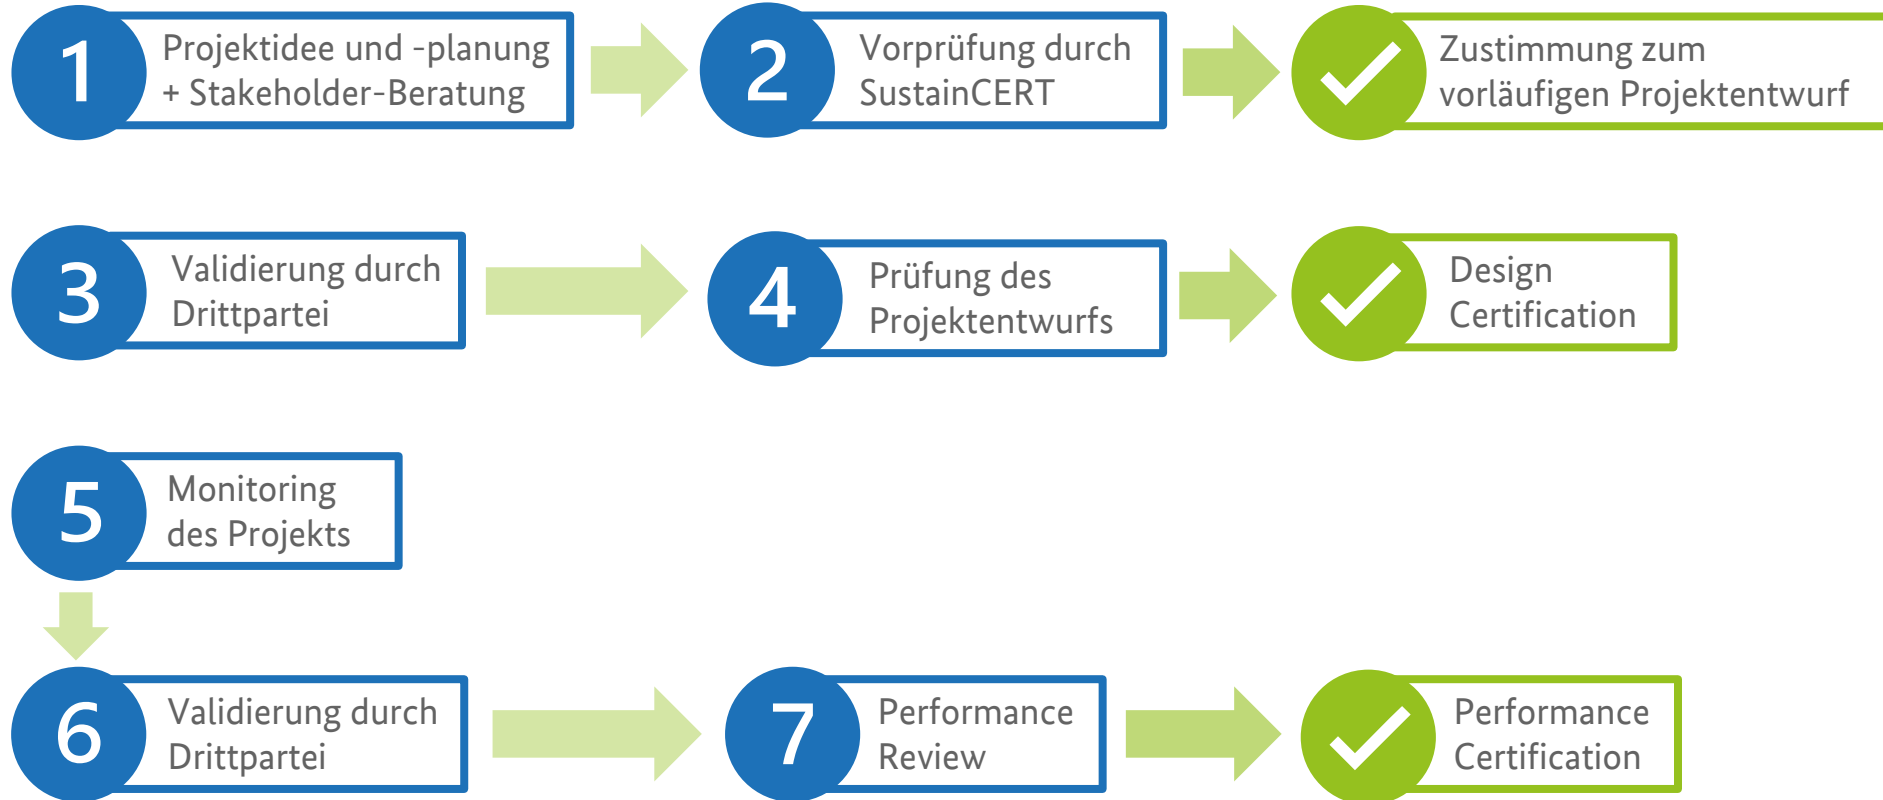 1
Projektidee und -planung
+ Stakeholder-Beratung
2
Vorprüfung durch
SustainCERT
Zustimmung zum
vorläufigen Projektentwurf
3
Validierung durch
Drittpartei
4
Prüfung des
Projektentwurfs
Design
Certification
5
Monitoring
des Projekts
6
Validierung durch
Drittpartei
7
Performance
Review
Performance
Certification